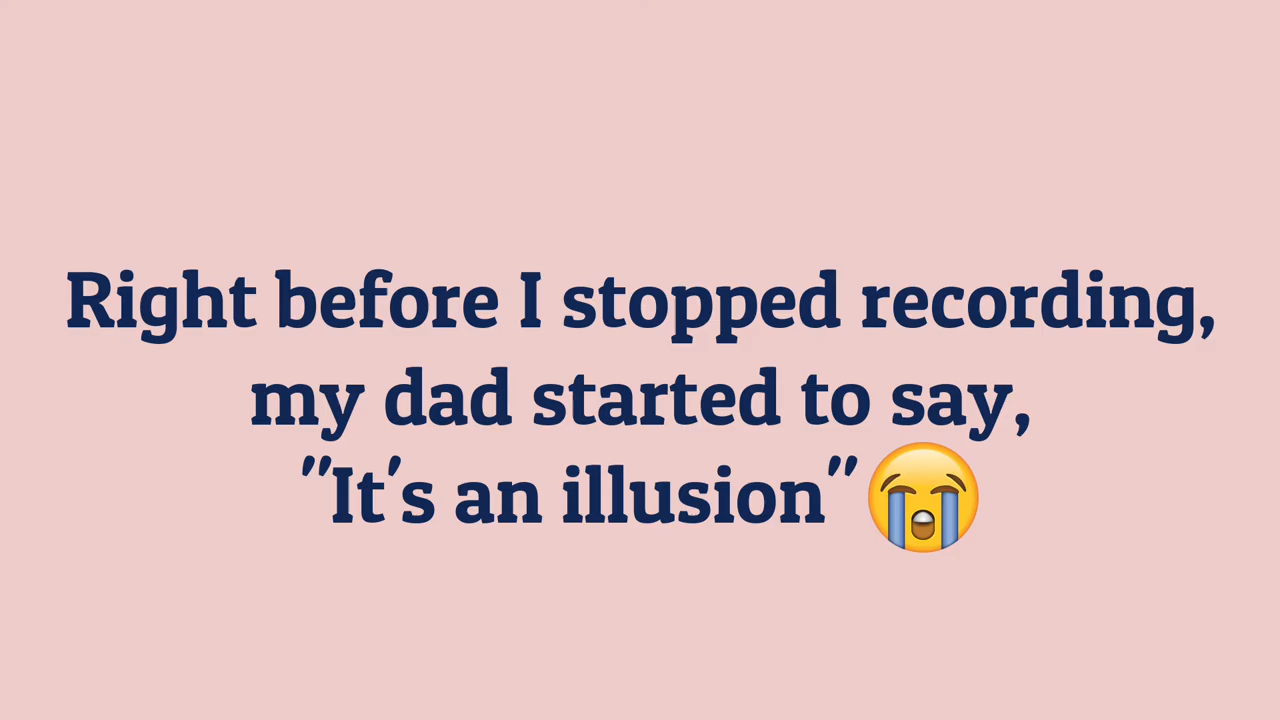 Right before I stopped recording,
my dad started to say,
"It's an illusion"😭